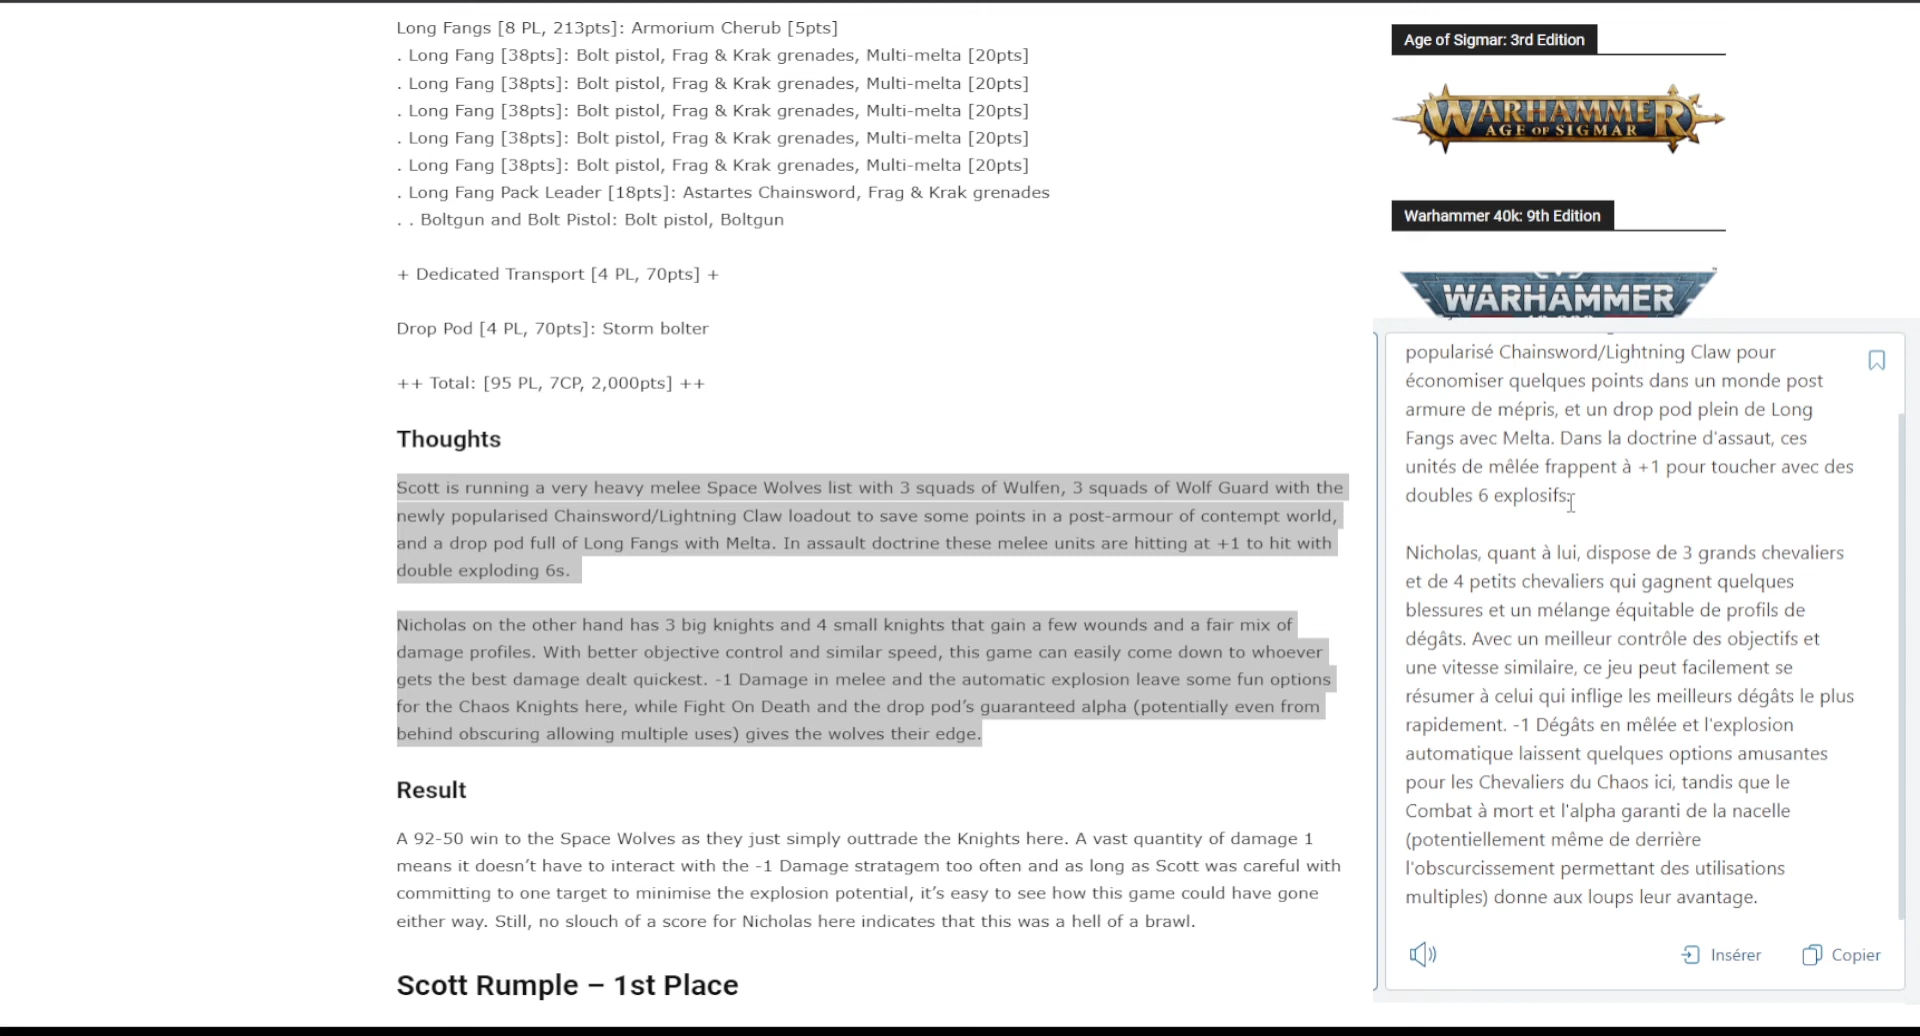 Long Fangs [8 PL, 213pts]: Armorium Cherub [5pts]
. Long Fang [38pts]: Bolt pistol, Frag & Krak grenades, Multi-melta [20pts]
. Long Fang [38pts]: Bolt pistol, Frag & Krak grenades, Multi-melta [20pts]
. Long Fang [38pts]: Bolt pistol, Frag & Krak grenades, Multi-melta [20pts]
. Long Fang [38pts]: Bolt pistol, Frag & Krak grenades, Multi-melta [20pts]
. Long Fang [38pts]: Bolt pistol, Frag & Krak grenades, Multi-melta [20pts]
. Long Fang Pack Leader [18pts]: Astartes Chainsword, Frag & Krak grenades
. . Boltgun and Bolt Pistol: Bolt pistol, Boltgun
+ Dedicated Transport [4 PL, 70pts] +
Drop Pod [4 PL, 70pts]: Storm bolter
++ Total: [95 PL, 7CP, 2,000pts] ++
Thoughts
Scott is running a very heavy melee Space Wolves list with 3 squads of Wulfen, 3 squads of Wolf Guard with the
newly popularised Chainsword/Lightning Claw loadout to save some points in a post-armour of contempt world,
and a drop pod full of Long Fangs with Melta. In assault doctrine these melee units are hitting at +1 to hit with
double exploding 6s.
Nicholas on the other hand has 3 big knights and 4 small knights that gain a few wounds and a fair mix of
damage profiles. With better objective control and similar speed, this game can easily come down to whoever
gets the best damage dealt quickest. -1 Damage in melee and the automatic explosion leave some fun options
for the Chaos Knights here, while Fight On Death and the drop pod’s guaranteed alpha (potentially even from
behind obscuring allowing multiple uses) gives the wolves their edge.
Result
A 92-50 win to the Space Wolves as they just simply outtrade the Knights here. A vast quantity of damage 1
means it doesn’t have to interact with the -1 Damage stratagem too often and as long as Scott was careful with
committing to one target to minimise the explosion potential, it’s easy to see how this game could have gone
either way. Still, no slouch of a score for Nicholas here indicates that this was a hell of a brawl.
Scott Rumple – 1st Place
Age of Sigmar: 3rd Edition
WARHAMMER
AGE OF SIGMAR
Warhammer 40k: 9th Edition
WARHAMMER
popularisé Chainsword/Lightning Claw pour
économiser quelques points dans un monde post
armure de mépris, et un drop pod plein de Long
Fangs avec Melta. Dans la doctrine d'assaut, ces
unités de mêlée frappent à +1 pour toucher avec des
doubles 6 explosifs.
Nicholas, quant à lui, dispose de 3 grands chevaliers
et de 4 petits chevaliers qui gagnent quelques
blessures et un mélange équitable de profils de
dégâts. Avec un meilleur contrôle des objectifs et
une vitesse similaire, ce jeu peut facilement se
résumer à celui qui inflige les meilleurs dégâts le plus
rapidement. -1 Dégâts en mêlée et l'explosion
automatique laissent quelques options amusantes
pour les Chevaliers du Chaos ici, tandis que le
Combat à mort et l'alpha garanti de la nacelle
(potentiellement même de derrière
l'obscurcissement permettant des utilisations
multiples) donne aux loups leur avantage.
Insérer
Copier